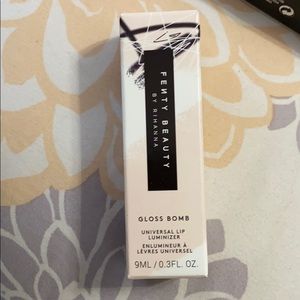 FENTY BEAUTY
BY RIHANNA
GLOSS BOMB
UNIVERSAL LIP
LUMINIZER
ENLUMINEUR À
LÈVRES UNIVERSEL
9ML / 0.3FL. OZ.